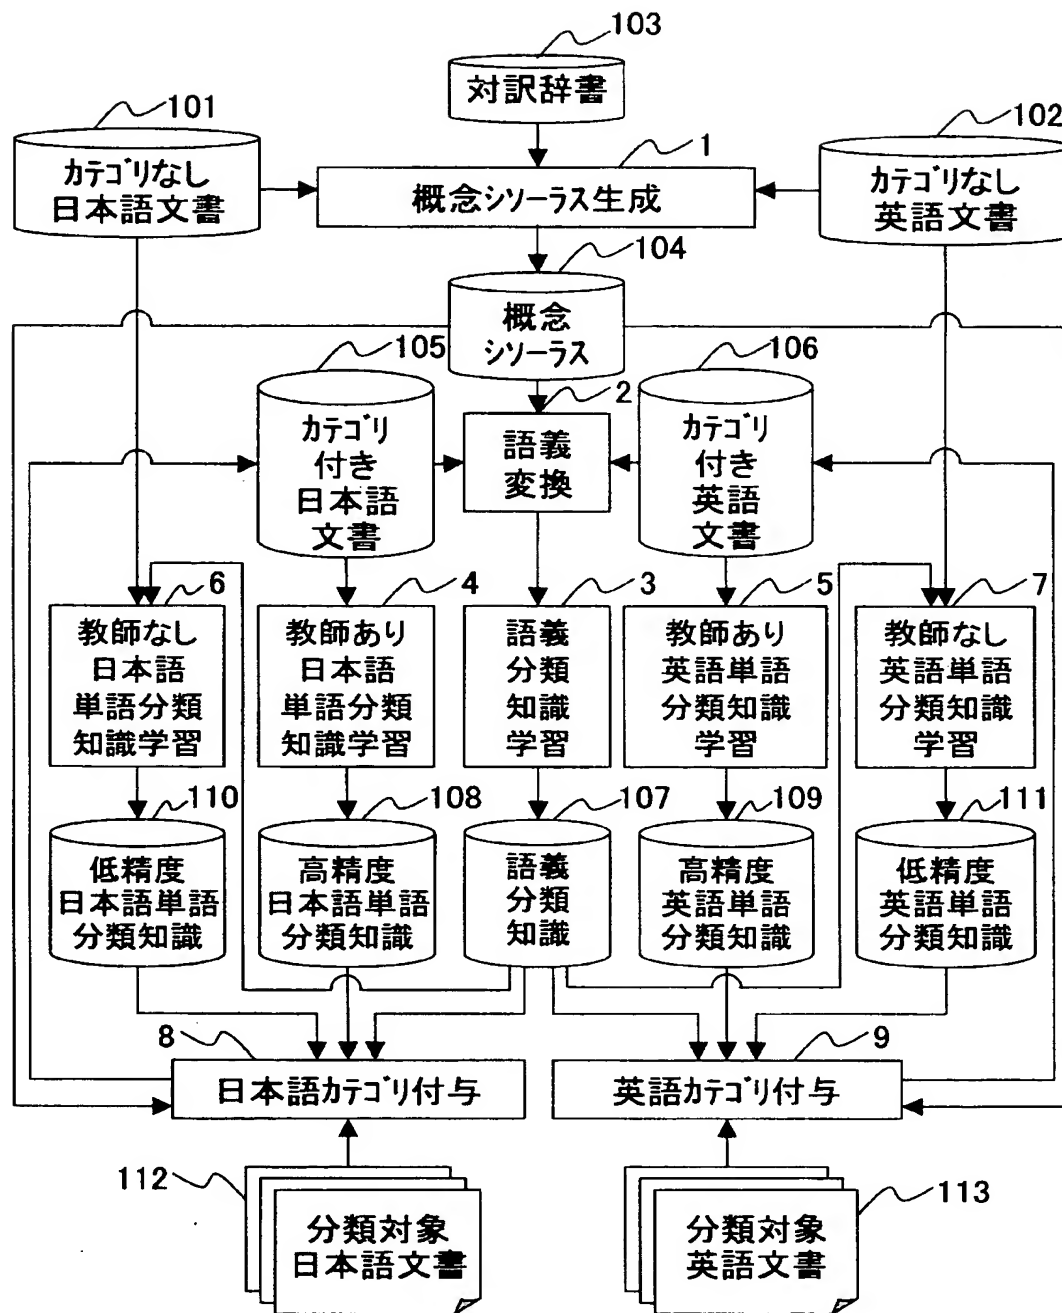 103
対訳辞書
101
カテゴリなし
日本語文書
1
概念シソーラス生成
102
カテゴリなし
英語文書
104
概念
シソーラス
105
カテゴリ
付き
日本語
文書
2
語義
変換
106
カテゴリ
付き
英語
文書
6
教師なし
日本語
単語分類
知識学習
4
教師あり
日本語
単語分類
知識学習
3
語義
分類
知識
学習
5
教師あり
英語単語
分類知識
学習
7
教師なし
英語単語
分類知識
学習
110
低精度
日本語単語
分類知識
108
高精度
日本語単語
分類知識
107
語義
分類
知識
109
高精度
英語単語
分類知識
111
低精度
英語単語
分類知識
8
日本語カテゴリ付与
9
英語カテゴリ付与
112
分類対象
日本語文書
113
分類対象
英語文書